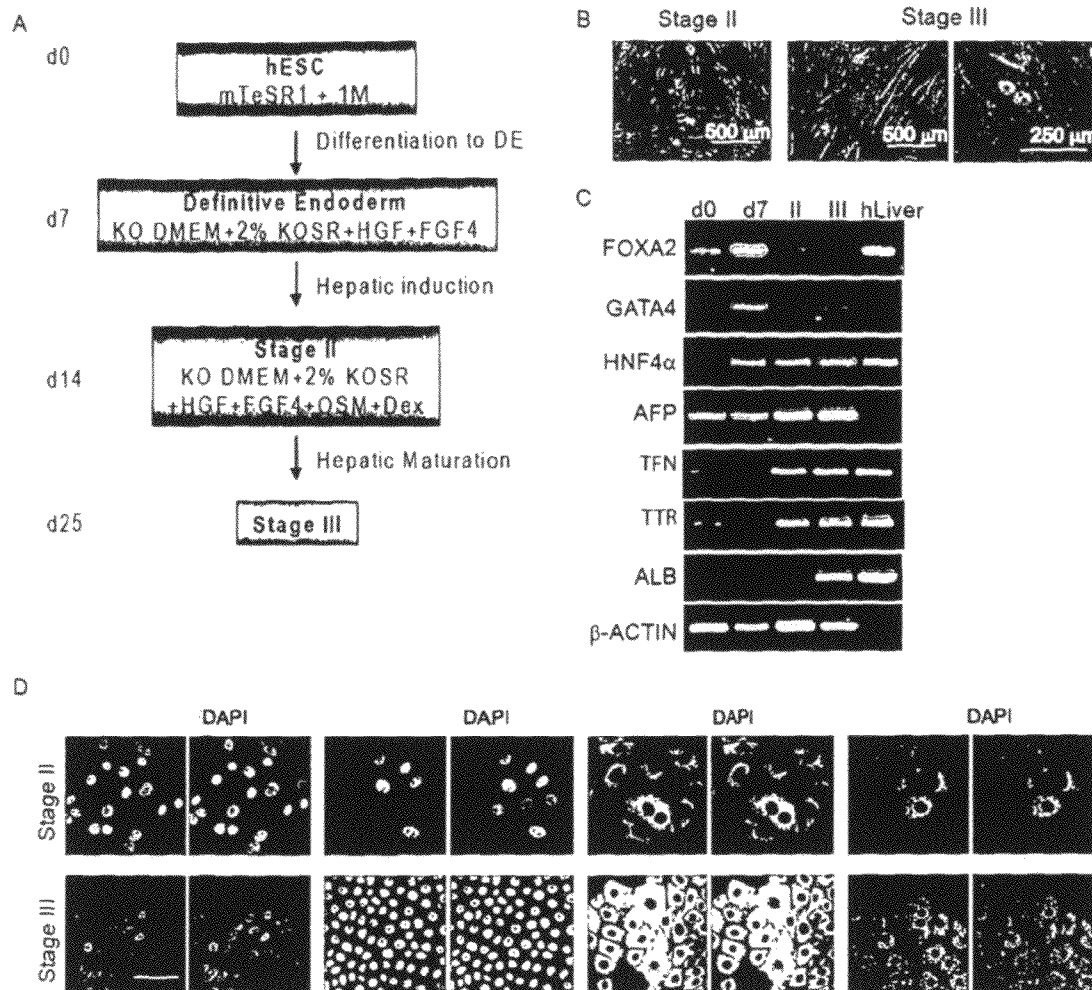 A
d0
hESC
mTeSR1 + 1M
Differentiation to DE
d7
Definitive Endoderm
KO DMEM+2% KOSR+HGF+FGF4
Hepatic induction
d14
Stage II
KO DMEM+2% KOSR
+HGF+FGF4+OSM+Dex
Hepatic Maturation
d25
Stage III
B
Stage II
Stage III
500 μm
500 μm
250 μm
C
d0 d7 II III hLiver
FOXA2
GATA4
HNF4α
AFP
TFN
TTR
ALB
β-ACTIN
D
DAPI DAPI DAPI DAPI
Stage II
Stage III